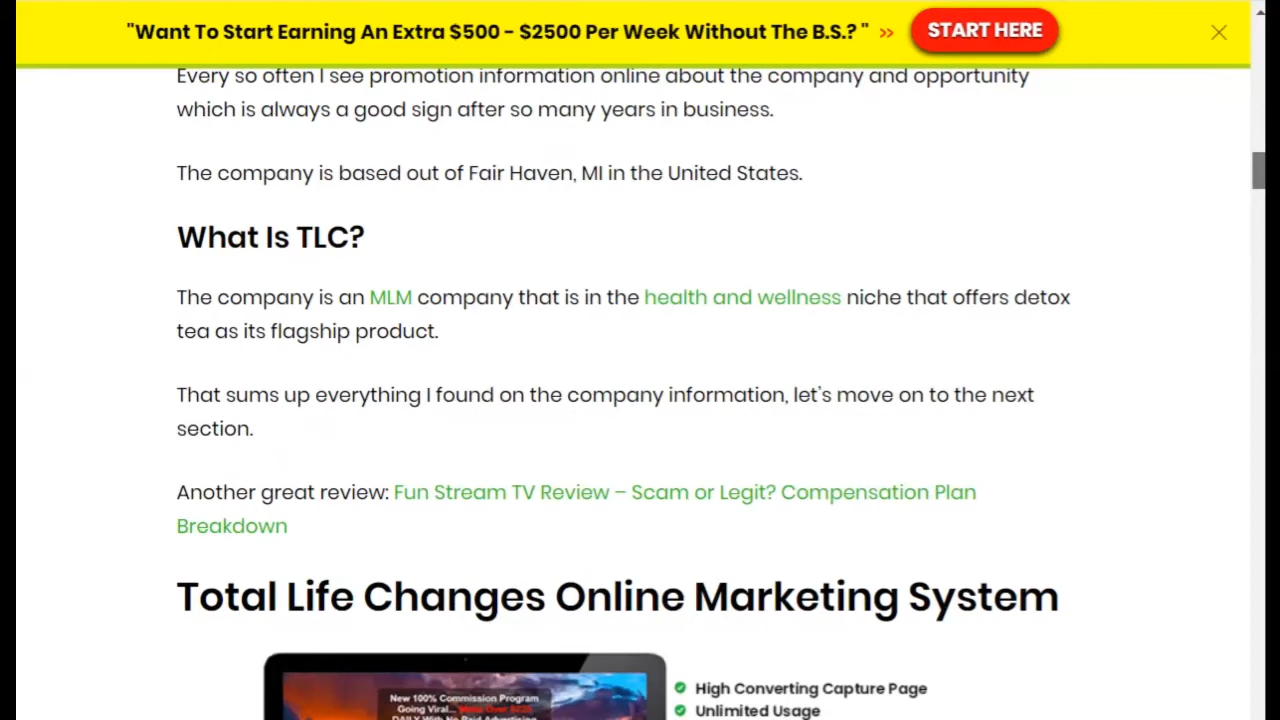 "Want To Start Earning An Extra $500 - $2500 Per Week Without The B.S.? " >> START HERE
Every so often I see promotion information online about the company and opportunity
which is always a good sign after so many years in business.
The company is based out of Fair Haven, MI in the United States.
What Is TLC?
The company is an MLM company that is in the health and wellness niche that offers detox
tea as its flagship product.
That sums up everything I found on the company information, let's move on to the next
section.
Another great review: Fun Stream TV Review – Scam or Legit? Compensation Plan
Breakdown
Total Life Changes Online Marketing System
High Converting Capture Page
New 100% Commission Program
Going Viral...
Unlimited Usage
DAILY With No Paid Advertising